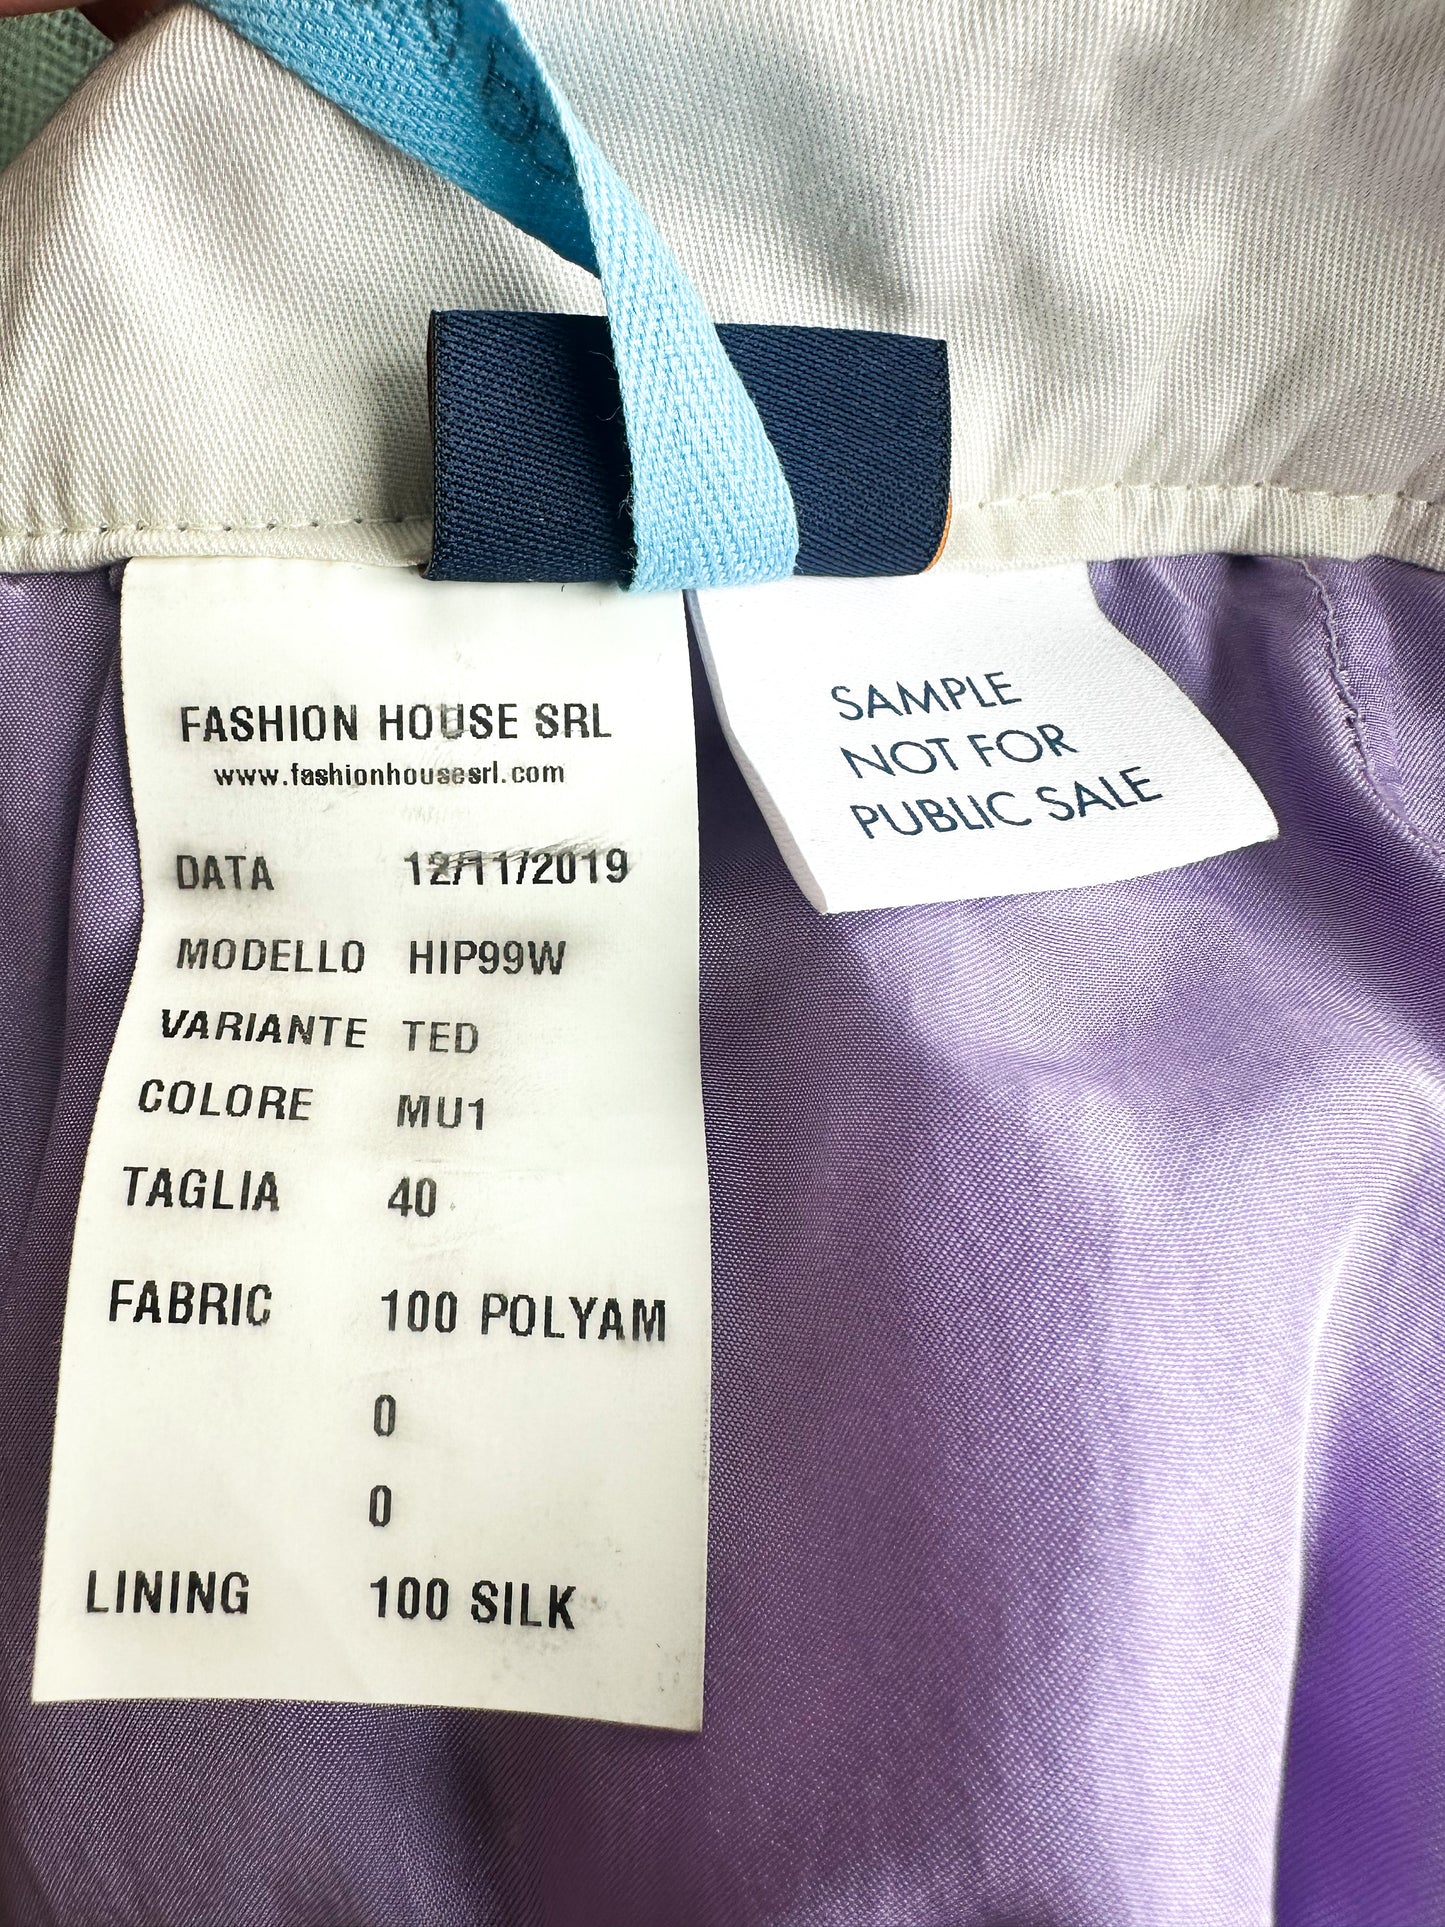 FASHION HOUSE SRL
www.fashionhousesrl.com
DATA 12/11/2019
MODELLO HIP99W
VARIANTE TED
COLORE MU1
TAGLIA 40
FABRIC 100 POLYAM
0
0
LINING 100 SILK
SAMPLE
NOT FOR
PUBLIC SALE